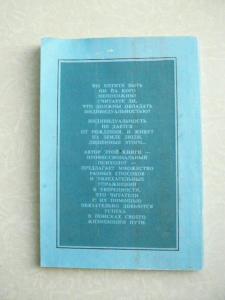 ВЫ ХОТИТЕ БЫТЬ
НИ НА КОГО
НЕПОХОЖИМ?
СЧИТАЕТЕ ЛИ,
ЧТО ДОЛЖНЫ ОБЛАДАТЬ
ИНДИВИДУАЛЬНОСТЬЮ?
ИНДИВИДУАЛЬНОСТЬ
НЕ ДАЕТСЯ
ОТ РОЖДЕНИЯ, И ЖИВУТ
НА ЗЕМЛЕ ЛЮДИ,
ЛИШЕННЫЕ ЭТОГО...
АВТОР ЭТОЙ КНИГИ —
ПРОФЕССИОНАЛЬНЫЙ
ПСИХОЛОГ —
ПРЕДЛАГАЕТ МНОЖЕСТВО
РАЗНЫХ СПОСОБОВ
И УВЛЕКАТЕЛЬНЫХ
УПРАЖНЕНИЙ
В УВЕРЕННОСТИ,
ЧТО ЧИТАТЕЛИ
С ИХ ПОМОЩЬЮ
ОБЯЗАТЕЛЬНО ДОБЬЮТСЯ
УСПЕХА
В ПОИСКАХ СВОЕГО
ЖИЗНЕННОГО ПУТИ.